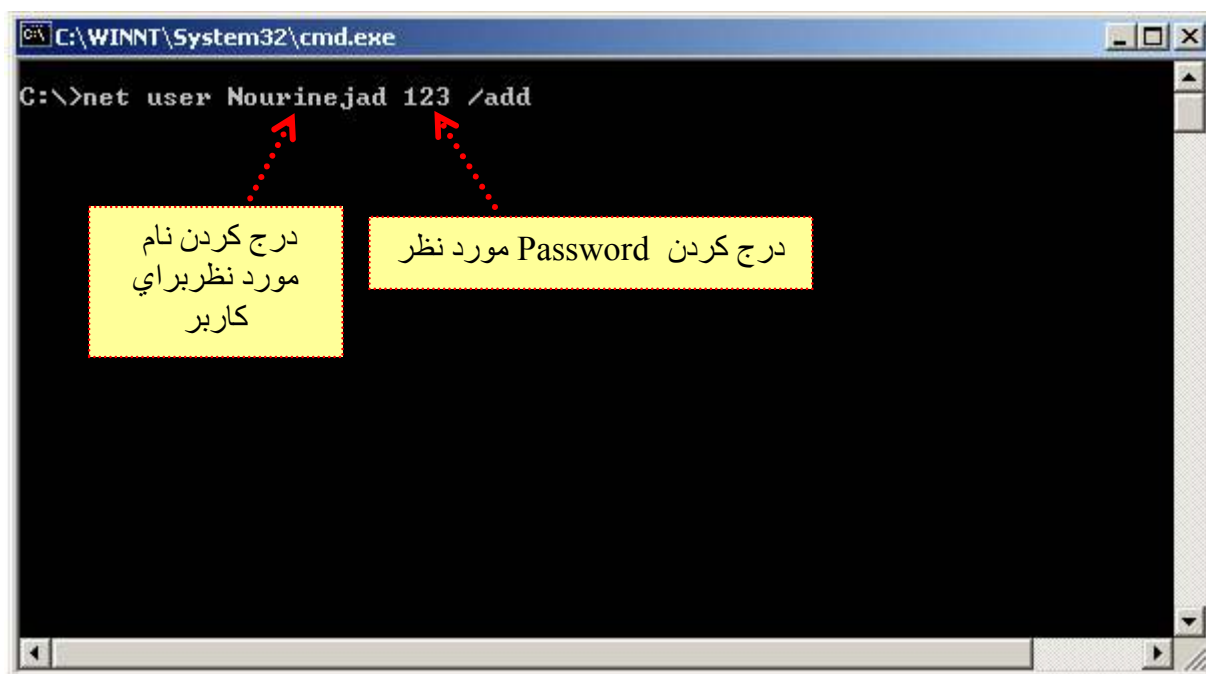 C:\WINNT\System32\cmd.exe
C:\>net user Nourinejad 123 /add
درج کردن نام
مورد نظربراي
کاربر
درج کردن Password مورد نظر